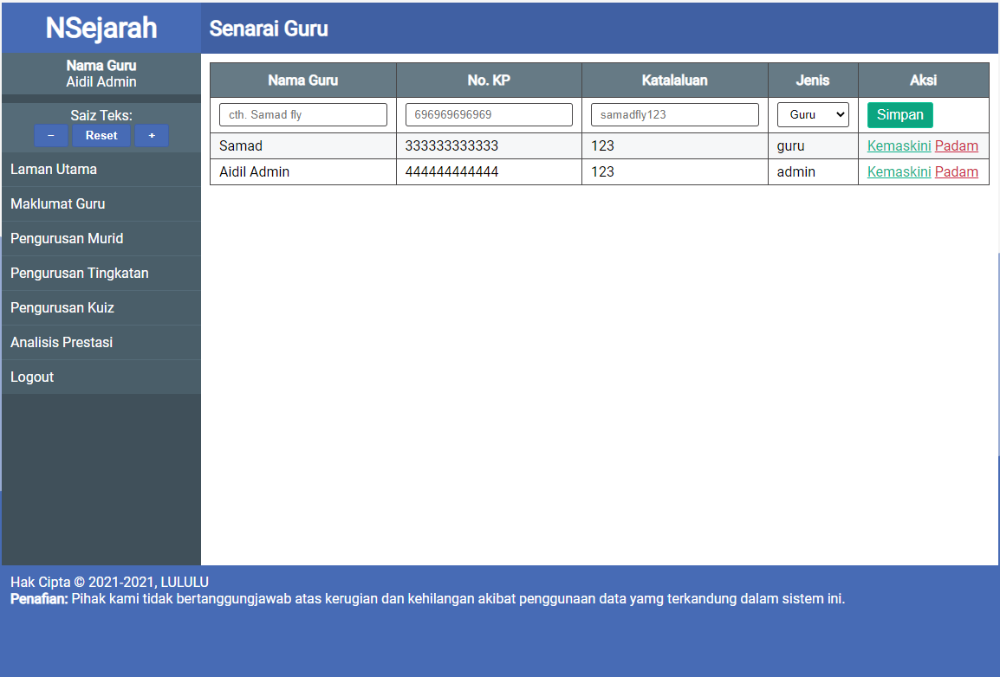 NSejarah
Senarai Guru
Nama Guru
Aidil Admin
Saiz Teks:
− Reset +
Laman Utama
Maklumat Guru
Pengurusan Murid
Pengurusan Tingkatan
Pengurusan Kuiz
Analisis Prestasi
Logout
Nama Guru No. KP Katalaluan Jenis Aksi
cth. Samad fly 696969696969 samadfly123 Guru Simpan
Samad 333333333333 123 guru Kemaskini Padam
Aidil Admin 444444444444 123 admin Kemaskini Padam
Hak Cipta © 2021-2021, LULULU
Penafian: Pihak kami tidak bertanggungjawab atas kerugian dan kehilangan akibat penggunaan data yamg terkandung dalam sistem ini.